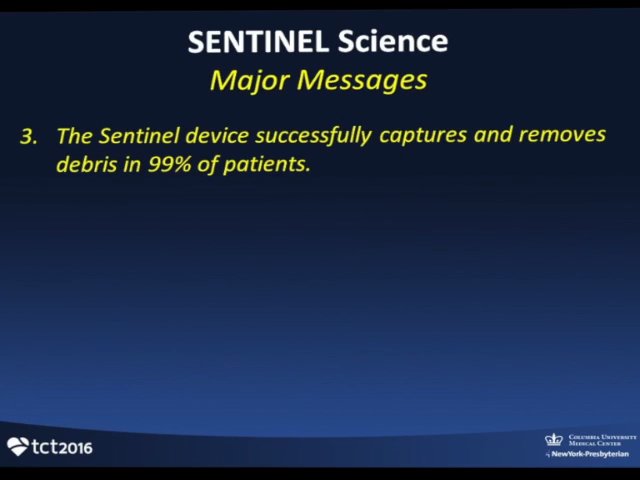 SENTINEL Science
Major Messages
3. The Sentinel device successfully captures and removes
debris in 99% of patients.
tct2016
COLUMBIA UNIVERSITY
MEDICAL CENTER
NewYork-Presbyterian